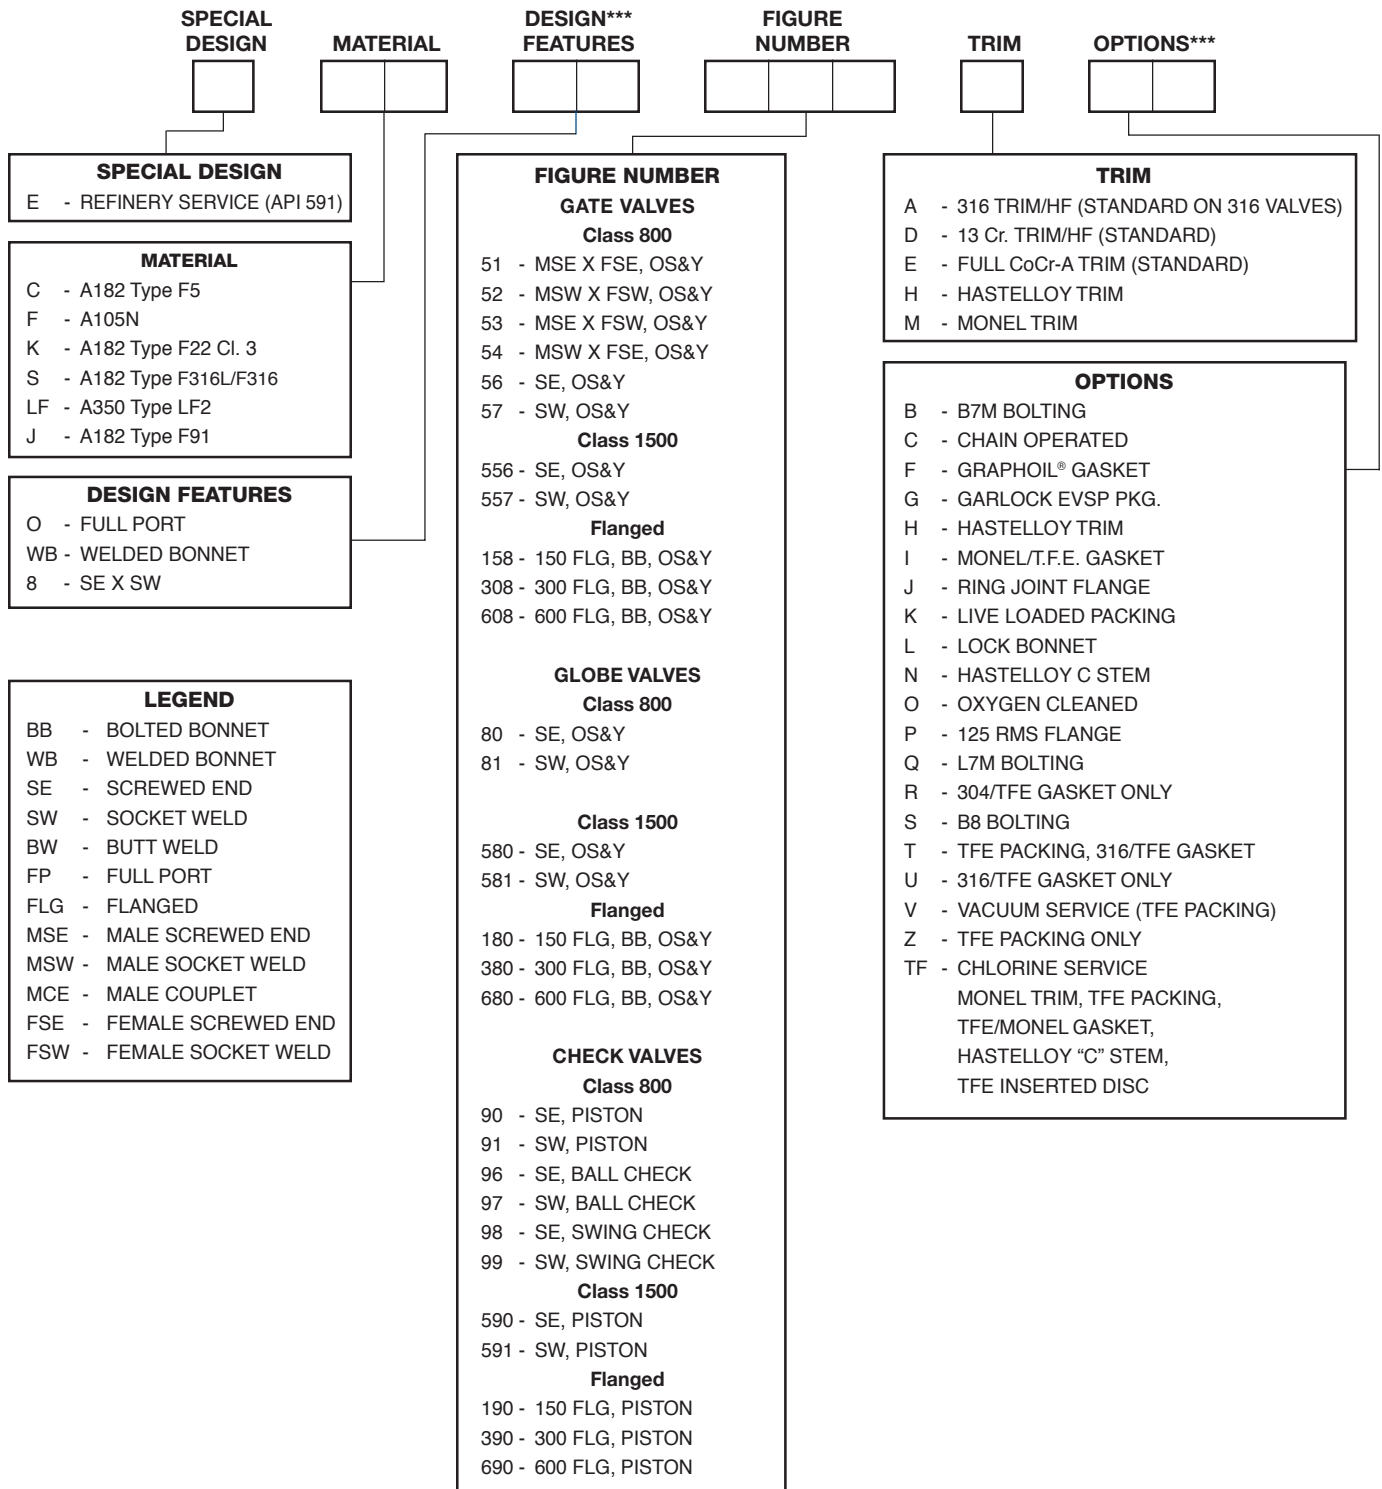 SPECIAL DESIGN
MATERIAL
DESIGN*** FEATURES
FIGURE NUMBER
TRIM
OPTIONS***
SPECIAL DESIGN
E - REFINERY SERVICE (API 591)
MATERIAL
C - A182 Type F5
F - A105N
K - A182 Type F22 Cl. 3
S - A182 Type F316L/F316
LF - A350 Type LF2
J - A182 Type F91
DESIGN FEATURES
O - FULL PORT
WB - WELDED BONNET
8 - SE X SW
LEGEND
BB - BOLTED BONNET
WB - WELDED BONNET
SE - SCREWED END
SW - SOCKET WELD
BW - BUTT WELD
FP - FULL PORT
FLG - FLANGED
MSE - MALE SCREWED END
MSW - MALE SOCKET WELD
MCE - MALE COUPLET
FSE - FEMALE SCREWED END
FSW - FEMALE SOCKET WELD
FIGURE NUMBER
GATE VALVES
Class 800
51 - MSE X FSE, OS&Y
52 - MSW X FSW, OS&Y
53 - MSE X FSW, OS&Y
54 - MSW X FSE, OS&Y
56 - SE, OS&Y
57 - SW, OS&Y
Class 1500
556 - SE, OS&Y
557 - SW, OS&Y
Flanged
158 - 150 FLG, BB, OS&Y
308 - 300 FLG, BB, OS&Y
608 - 600 FLG, BB, OS&Y
GLOBE VALVES
Class 800
80 - SE, OS&Y
81 - SW, OS&Y
Class 1500
580 - SE, OS&Y
581 - SW, OS&Y
Flanged
180 - 150 FLG, BB, OS&Y
380 - 300 FLG, BB, OS&Y
680 - 600 FLG, BB, OS&Y
CHECK VALVES
Class 800
90 - SE, PISTON
91 - SW, PISTON
96 - SE, BALL CHECK
97 - SW, BALL CHECK
98 - SE, SWING CHECK
99 - SW, SWING CHECK
Class 1500
590 - SE, PISTON
591 - SW, PISTON
Flanged
190 - 150 FLG, PISTON
390 - 300 FLG, PISTON
690 - 600 FLG, PISTON
TRIM
A - 316 TRIM/HF (STANDARD ON 316 VALVES)
D - 13 Cr. TRIM/HF (STANDARD)
E - FULL CoCr-A TRIM (STANDARD)
H - HASTELLOY TRIM
M - MONEL TRIM
OPTIONS
B - B7M BOLTING
C - CHAIN OPERATED
F - GRAPHOIL® GASKET
G - GARLOCK EVSP PKG.
H - HASTELLOY TRIM
I - MONEL/T.F.E. GASKET
J - RING JOINT FLANGE
K - LIVE LOADED PACKING
L - LOCK BONNET
N - HASTELLOY C STEM
O - OXYGEN CLEANED
P - 125 RMS FLANGE
Q - L7M BOLTING
R - 304/TFE GASKET ONLY
S - B8 BOLTING
T - TFE PACKING, 316/TFE GASKET
U - 316/TFE GASKET ONLY
V - VACUUM SERVICE (TFE PACKING)
Z - TFE PACKING ONLY
TF - CHLORINE SERVICE
MONEL TRIM, TFE PACKING,
TFE/MONEL GASKET,
HASTELLOY “C” STEM,
TFE INSERTED DISC